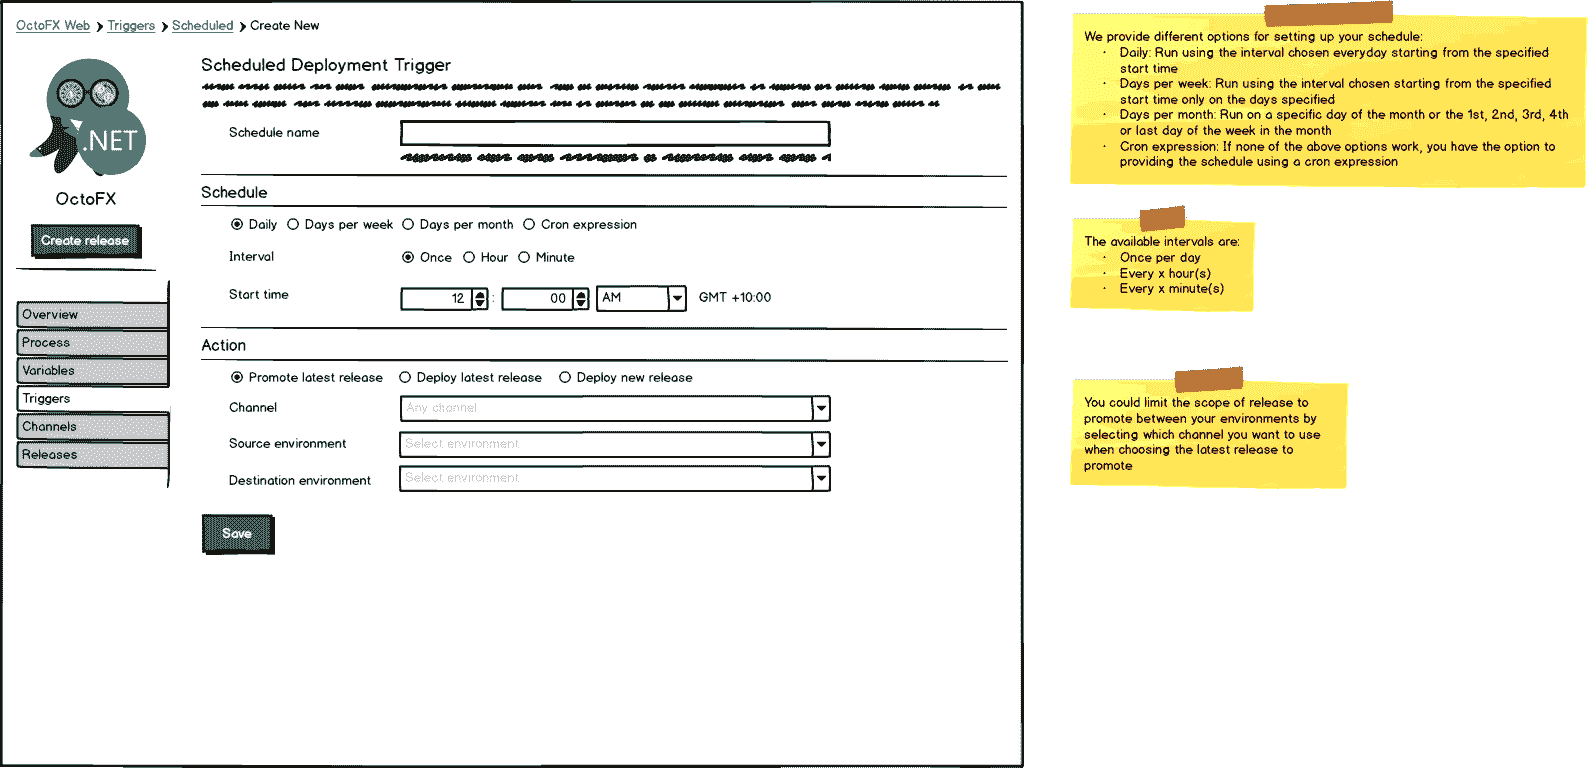 OctoFX Web > Triggers > Scheduled > Create New
.NET
OctoFX
Create release
Overview
Process
Variables
Triggers
Channels
Releases
Scheduled Deployment Trigger
Schedule name
Schedule
Daily Days per week Days per month Cron expression
Interval Once Hour Minute
Start time 12 : 00 AM GMT +10:00
Action
Promote latest release Deploy latest release Deploy new release
Channel Any channel
Source environment Select environment
Destination environment Select environment
Save
We provide different options for setting up your schedule:
· Daily: Run using the interval chosen everyday starting from the specified
start time
· Days per week: Run using the interval chosen starting from the specified
start time only on the days specified
· Days per month: Run on a specific day of the month or the 1st, 2nd, 3rd, 4th
or last day of the week in the month
· Cron expression: If none of the above options work, you have the option to
providing the schedule using a cron expression
The available intervals are:
· Once per day
· Every x hour(s)
· Every x minute(s)
You could limit the scope of release to
promote between your environments by
selecting which channel you want to use
when choosing the latest release to
promote